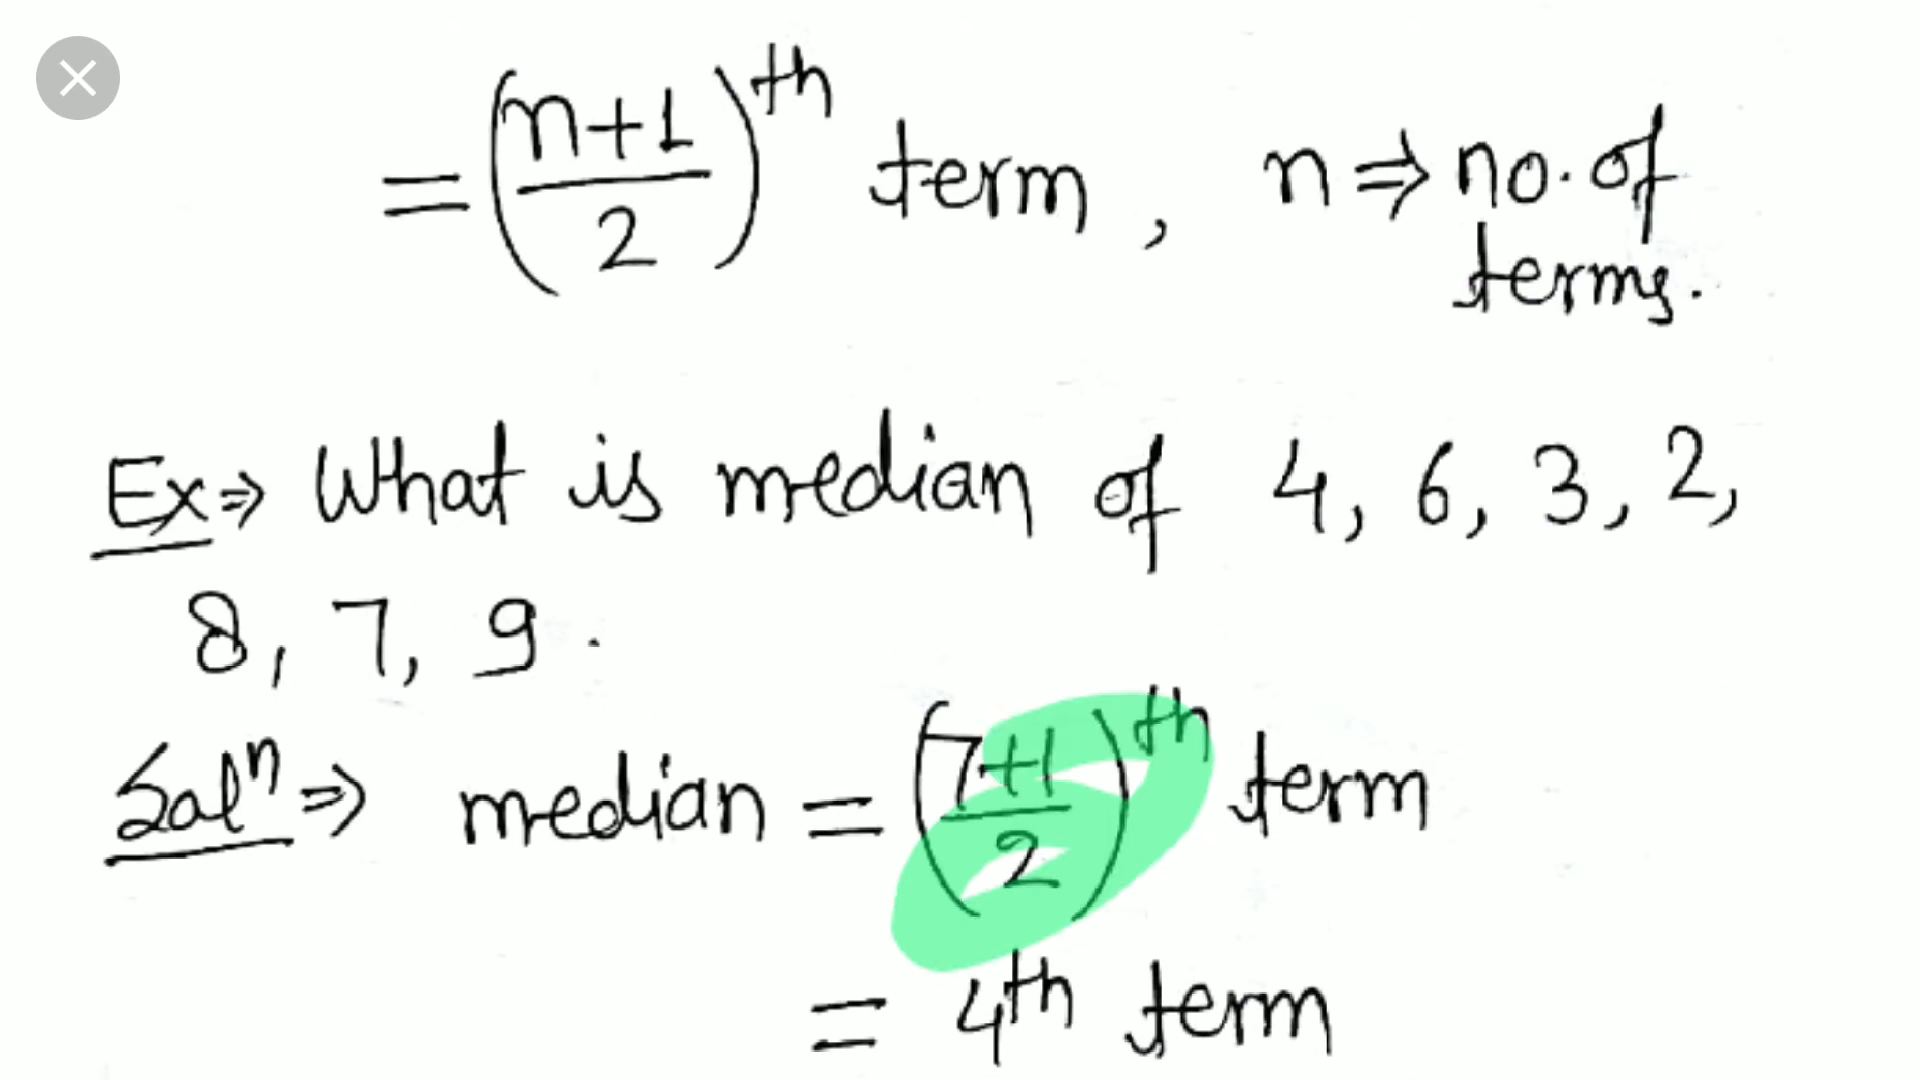 = (n+1/2)th term, n ⇒ no. of
terms.
Ex ⇒ What is median of 4, 6, 3, 2,
8, 7, 9.
Solⁿ ⇒ median = (7+1/2)th term
= 4th term